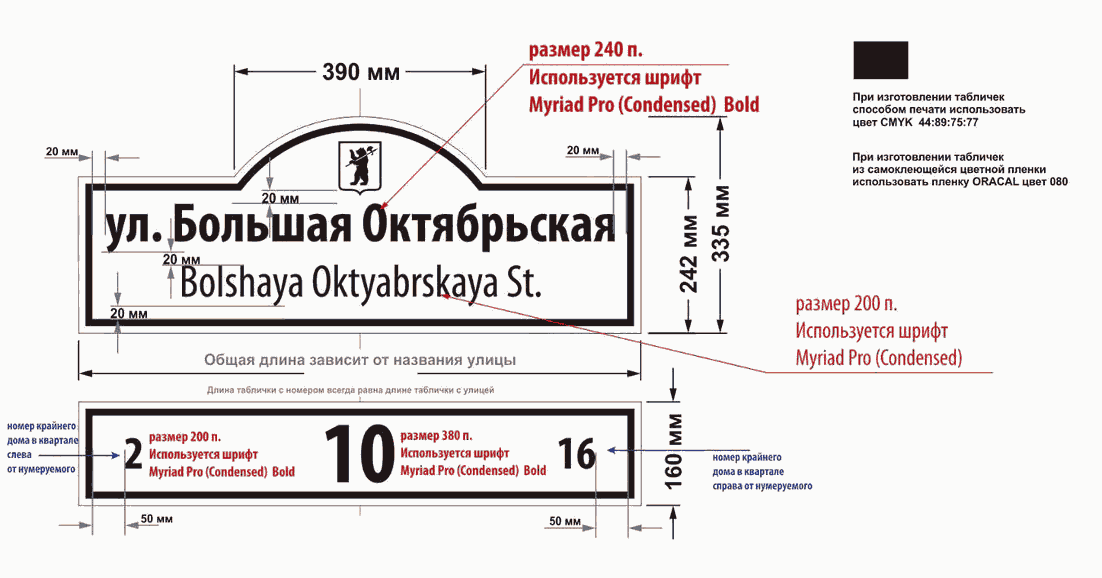 размер 240 п.
Используется шрифт
Myriad Pro (Condensed) Bold
390 мм
При изготовлении табличек
способом печати использовать
цвет CMYK 44:89:75:77
При изготовлении табличек
из самоклеющейся цветной пленки
использовать пленку ORACAL цвет 080
20 мм
20 мм
20 мм
ул. Большая Октябрьская
20 мм
Bolshaya Oktyabrskaya St.
20 мм
242 мм
335 мм
размер 200 п.
Используется шрифт
Myriad Pro (Condensed)
Общая длина зависит от названия улицы
Длина таблички с номером всегда равна длине таблички с улицей
номер крайнего
дома в квартале
слева
от нумеруемого
2
размер 200 п.
Используется шрифт
Myriad Pro (Condensed) Bold
10
размер 380 п.
Используется шрифт
Myriad Pro (Condensed) Bold
16
160 мм
номер крайнего
дома в квартале
справа от нумеруемого
50 мм
50 мм